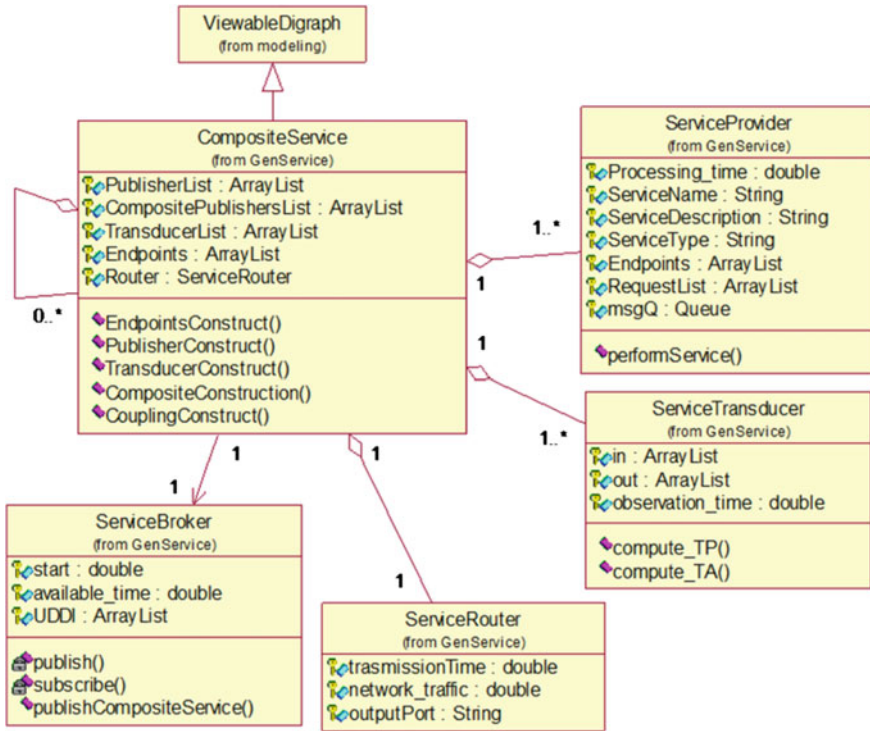 ViewableDigraph
(from modeling)
CompositeService
(from GenService)
PublisherList : ArrayList
CompositePublishersList : ArrayList
TransducerList : ArrayList
Endpoints : ArrayList
Router : ServiceRouter
EndpointsConstruct()
PublisherConstruct()
TransducerConstruct()
CompositeConstruction()
CouplingConstruct()
0..*
ServiceProvider
(from GenService)
Processing_time : double
ServiceName : String
ServiceDescription : String
ServiceType : String
Endpoints : ArrayList
RequestList : ArrayList
msgQ : Queue
performService()
1..*
1
1
1..*
ServiceTransducer
(from GenService)
in : ArrayList
out : ArrayList
observation_time : double
compute_TP()
compute_TA()
1
1
1
1
ServiceBroker
(from GenService)
start : double
available_time : double
UDDI : ArrayList
publish()
subscribe()
publishCompositeService()
ServiceRouter
(from GenService)
trasmissionTime : double
network_traffic : double
outputPort : String